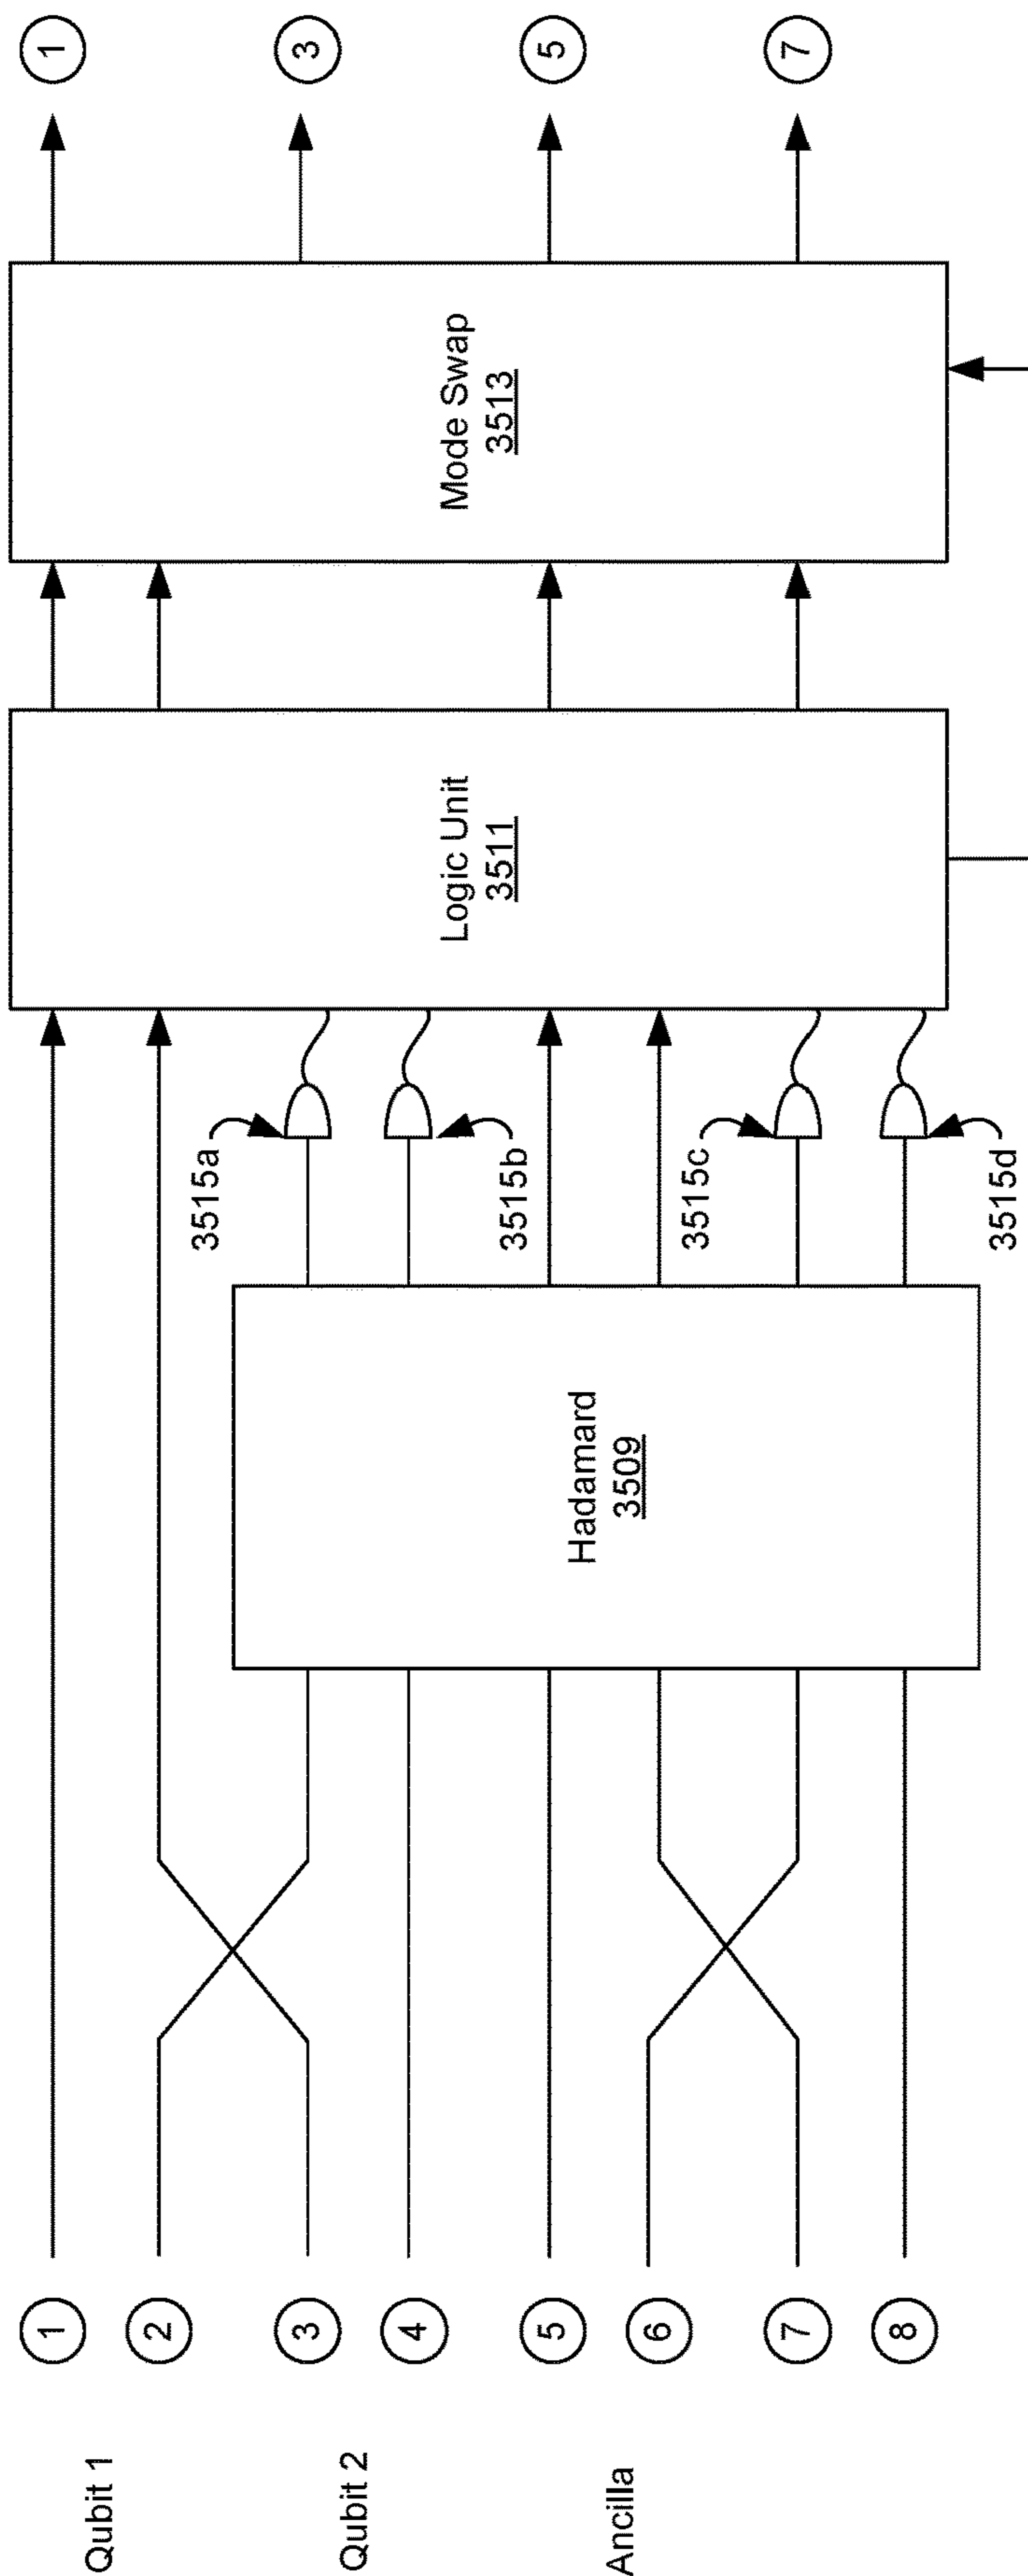 Qubit 1
Qubit 2
Ancilla
1
2
3
4
5
6
7
8
Hadamard
3509
3515a
3515b
3515c
3515d
Logic Unit
3511
Mode Swap
3513
1
3
5
7